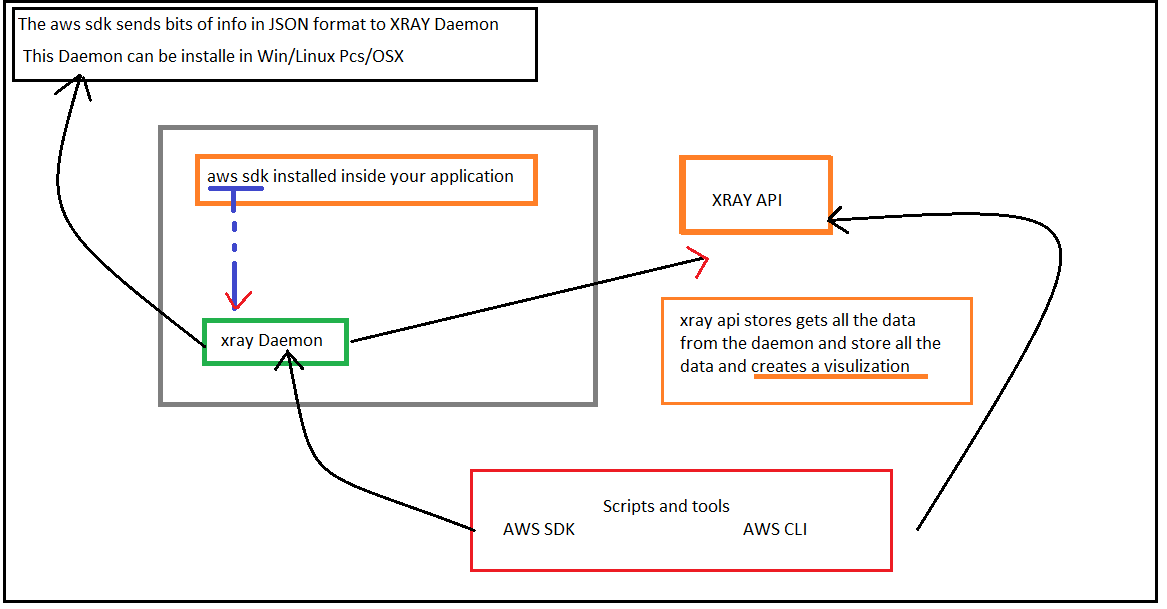 The aws sdk sends bits of info in JSON format to XRAY Daemon
This Daemon can be installe in Win/Linux Pcs/OSX
aws sdk installed inside your application
XRAY API
xray Daemon
xray api stores gets all the data
from the daemon and store all the
data and creates a visulization
Scripts and tools
AWS SDK
AWS CLI